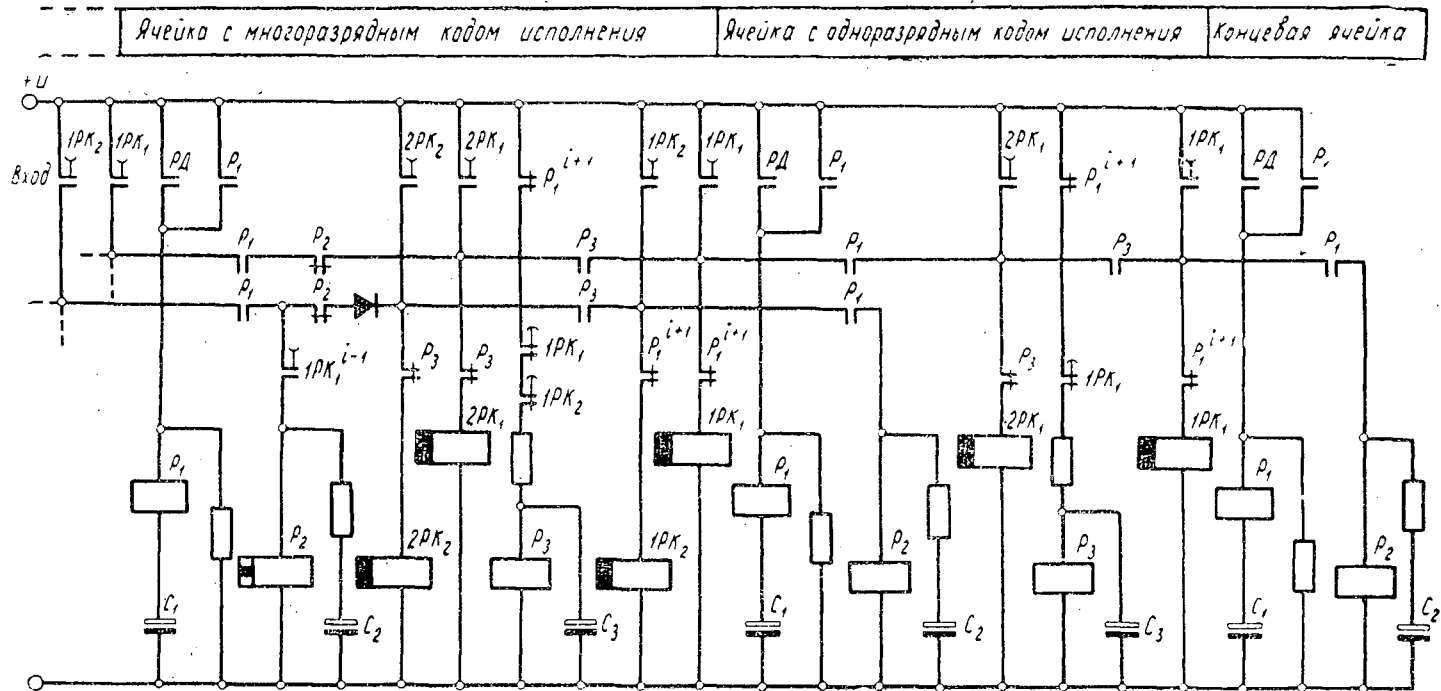 Ячейка с многоразрядным кодом исполнения
Ячейка с одноразрядным кодом исполнения
Концевая ячейка
+U
Вход
1PK₂ 1PK₁ РД P₁ 2PK₂ 2PK₁ P₁ⁱ⁺¹ 1PK₂ 1PK₁ РД P₁ 2PK₁ P₁ⁱ⁺¹ 1PK₁ РД P₁
P₁ P₂ P₃ P₁ P₃ P₁
P₁ P₂ P₃ P₁
1PK₁ⁱ⁻¹ P₃ P₃ 1PK₁ P₁ⁱ⁺¹ P₁ⁱ⁺¹ P₃ 1PK₁ P₁ⁱ⁺¹
1PK₂
2PK₁ 1PK₁ 2PK₁ 1PK₁
P₁ P₁ P₁
P₂ 2PK₂ P₃ 1PK₂ P₂ P₃ P₂
C₁ C₂ C₃ C₁ C₂ C₃ C₁ C₂